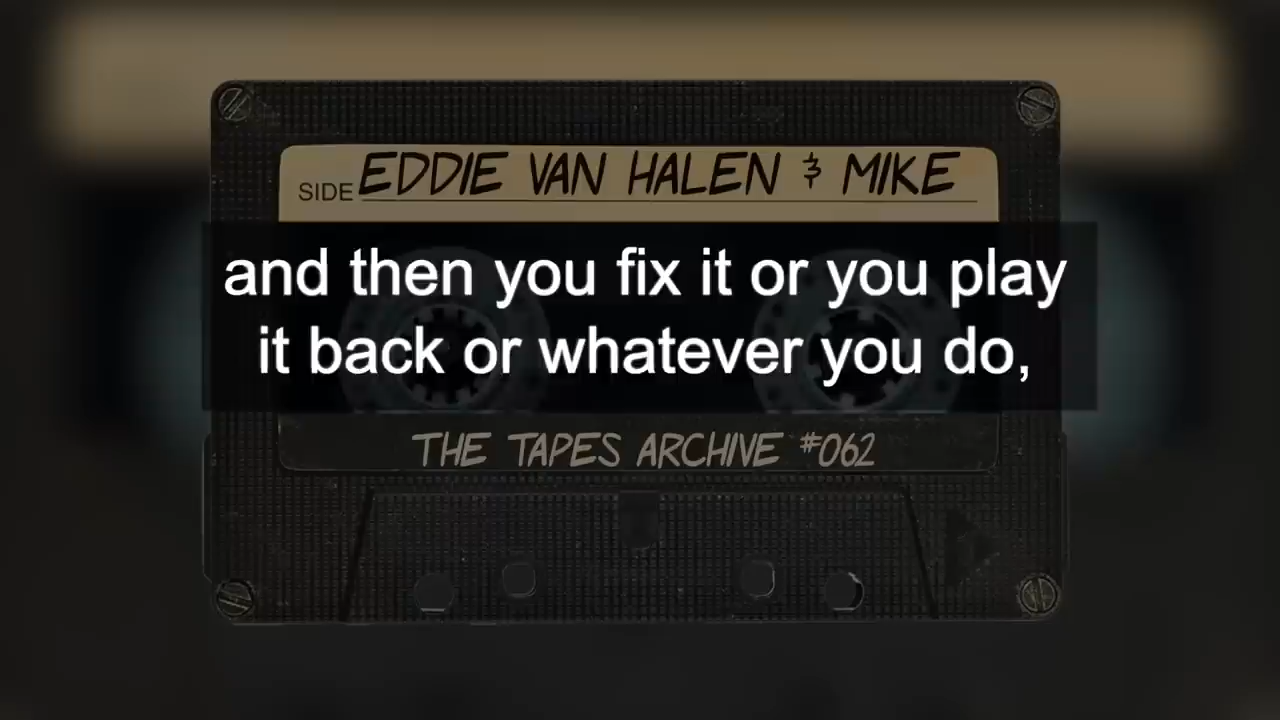 SIDE EDDIE VAN HALEN & MIKE
and then you fix it or you play
it back or whatever you do,
THE TAPES ARCHIVE #062